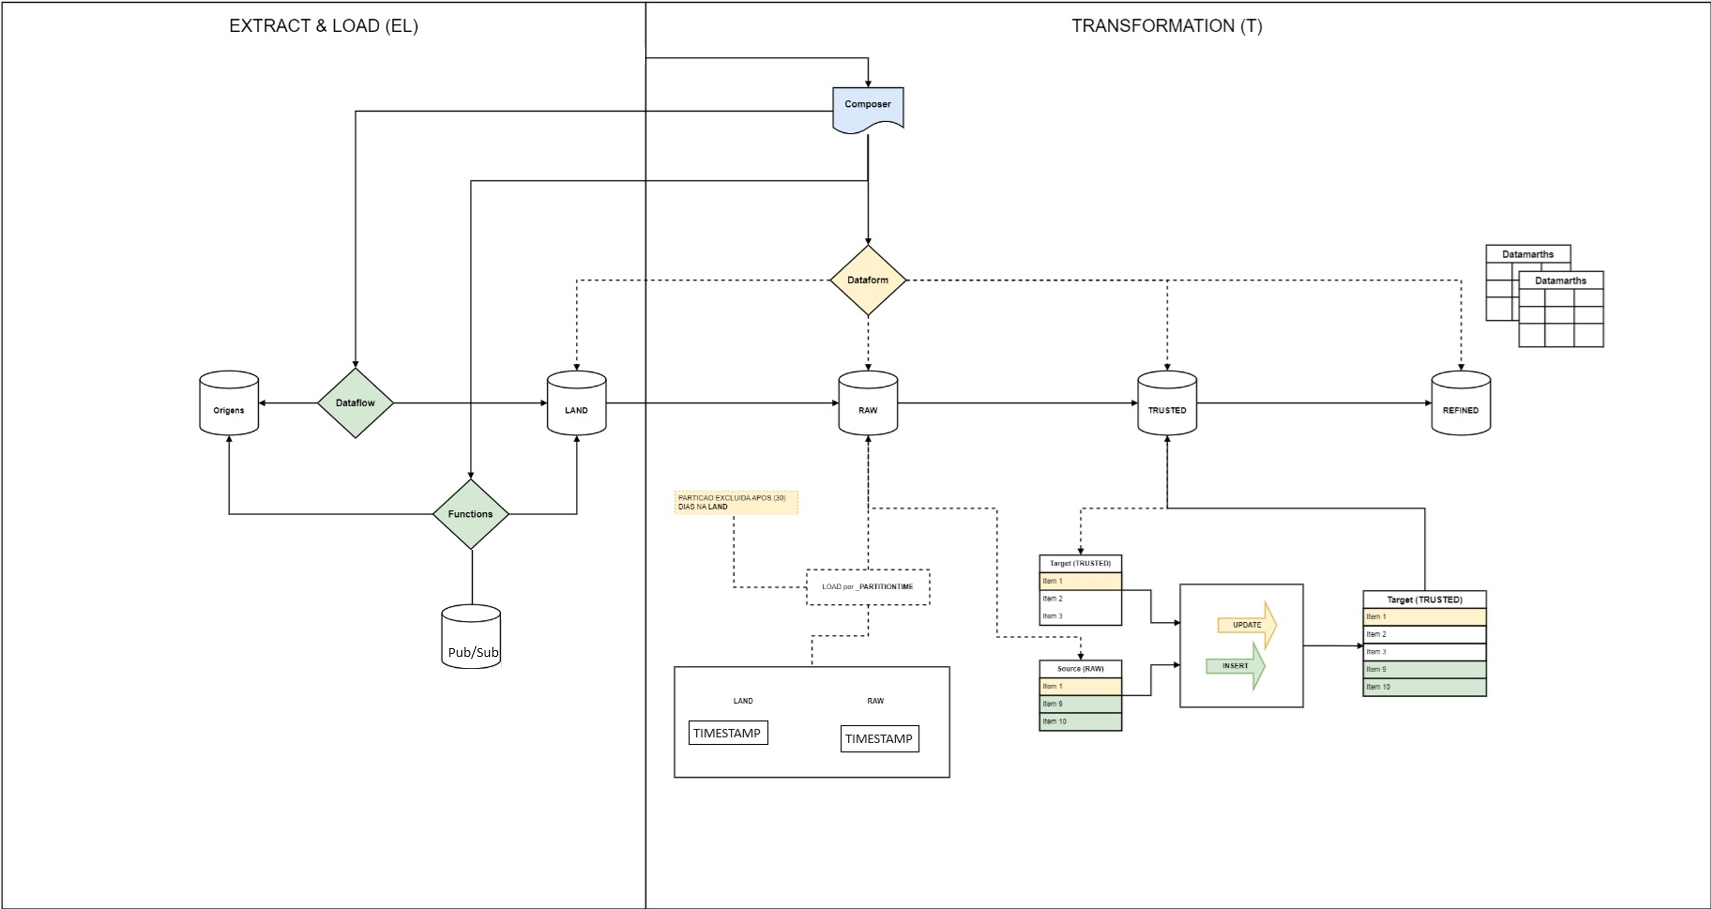 EXTRACT & LOAD (EL)
TRANSFORMATION (T)
Composer
Dataform
Datamarths
Datamarths
Origens
Dataflow
LAND
RAW
TRUSTED
REFINED
Functions
Pub/Sub
PARTICAO EXCLUIDA APOS (30)
DIAS NA LAND
LOAD por _PARTITIONTIME
LAND
RAW
TIMESTAMP
TIMESTAMP
Target (TRUSTED)
Item 1
Item 2
Item 3
Source (RAW)
Item 1
Item 9
Item 10
UPDATE
INSERT
Target (TRUSTED)
Item 1
Item 2
Item 3
Item 9
Item 10